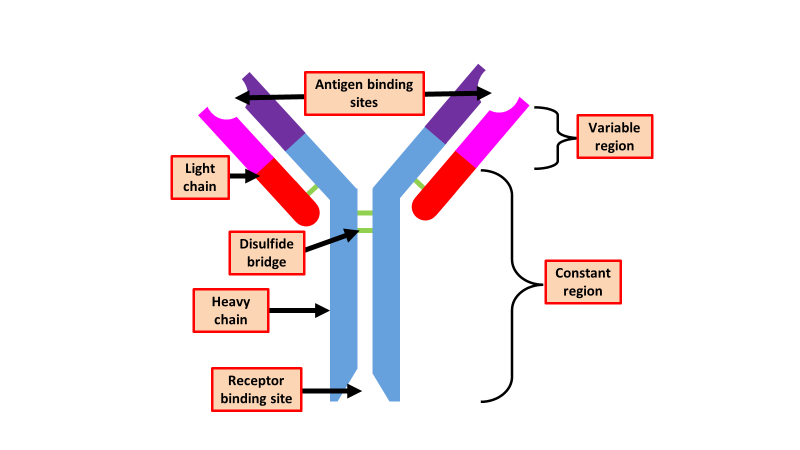 Antigen binding
sites
Variable
region
Light
chain
Disulfide
bridge
Constant
region
Heavy
chain
Receptor
binding site